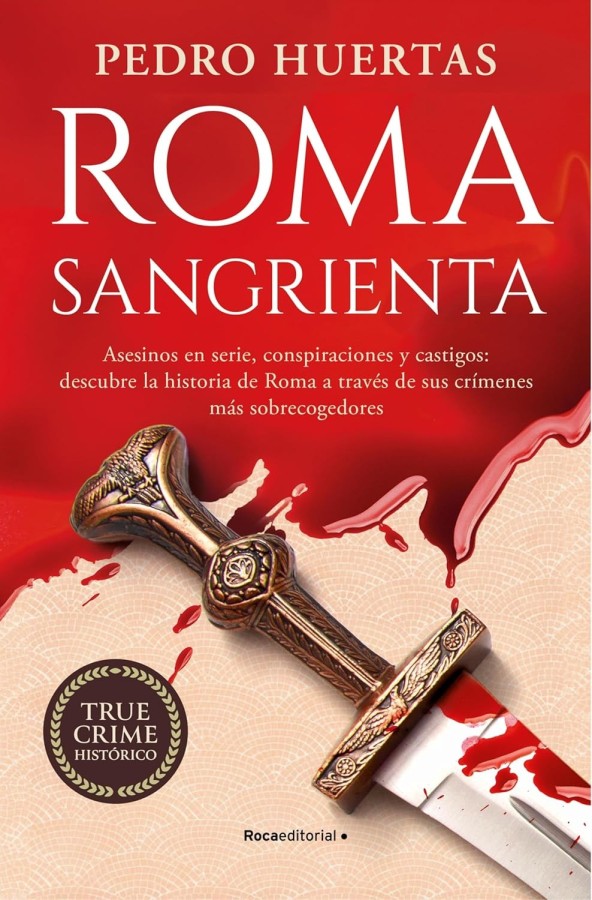 PEDRO HUERTAS
ROMA
SANGRIENTA
Asesinos en serie, conspiraciones y castigos:
descubre la historia de Roma a través de sus crímenes
más sobrecogedores
TRUE
CRIME
HISTÓRICO
Rocaeditorial